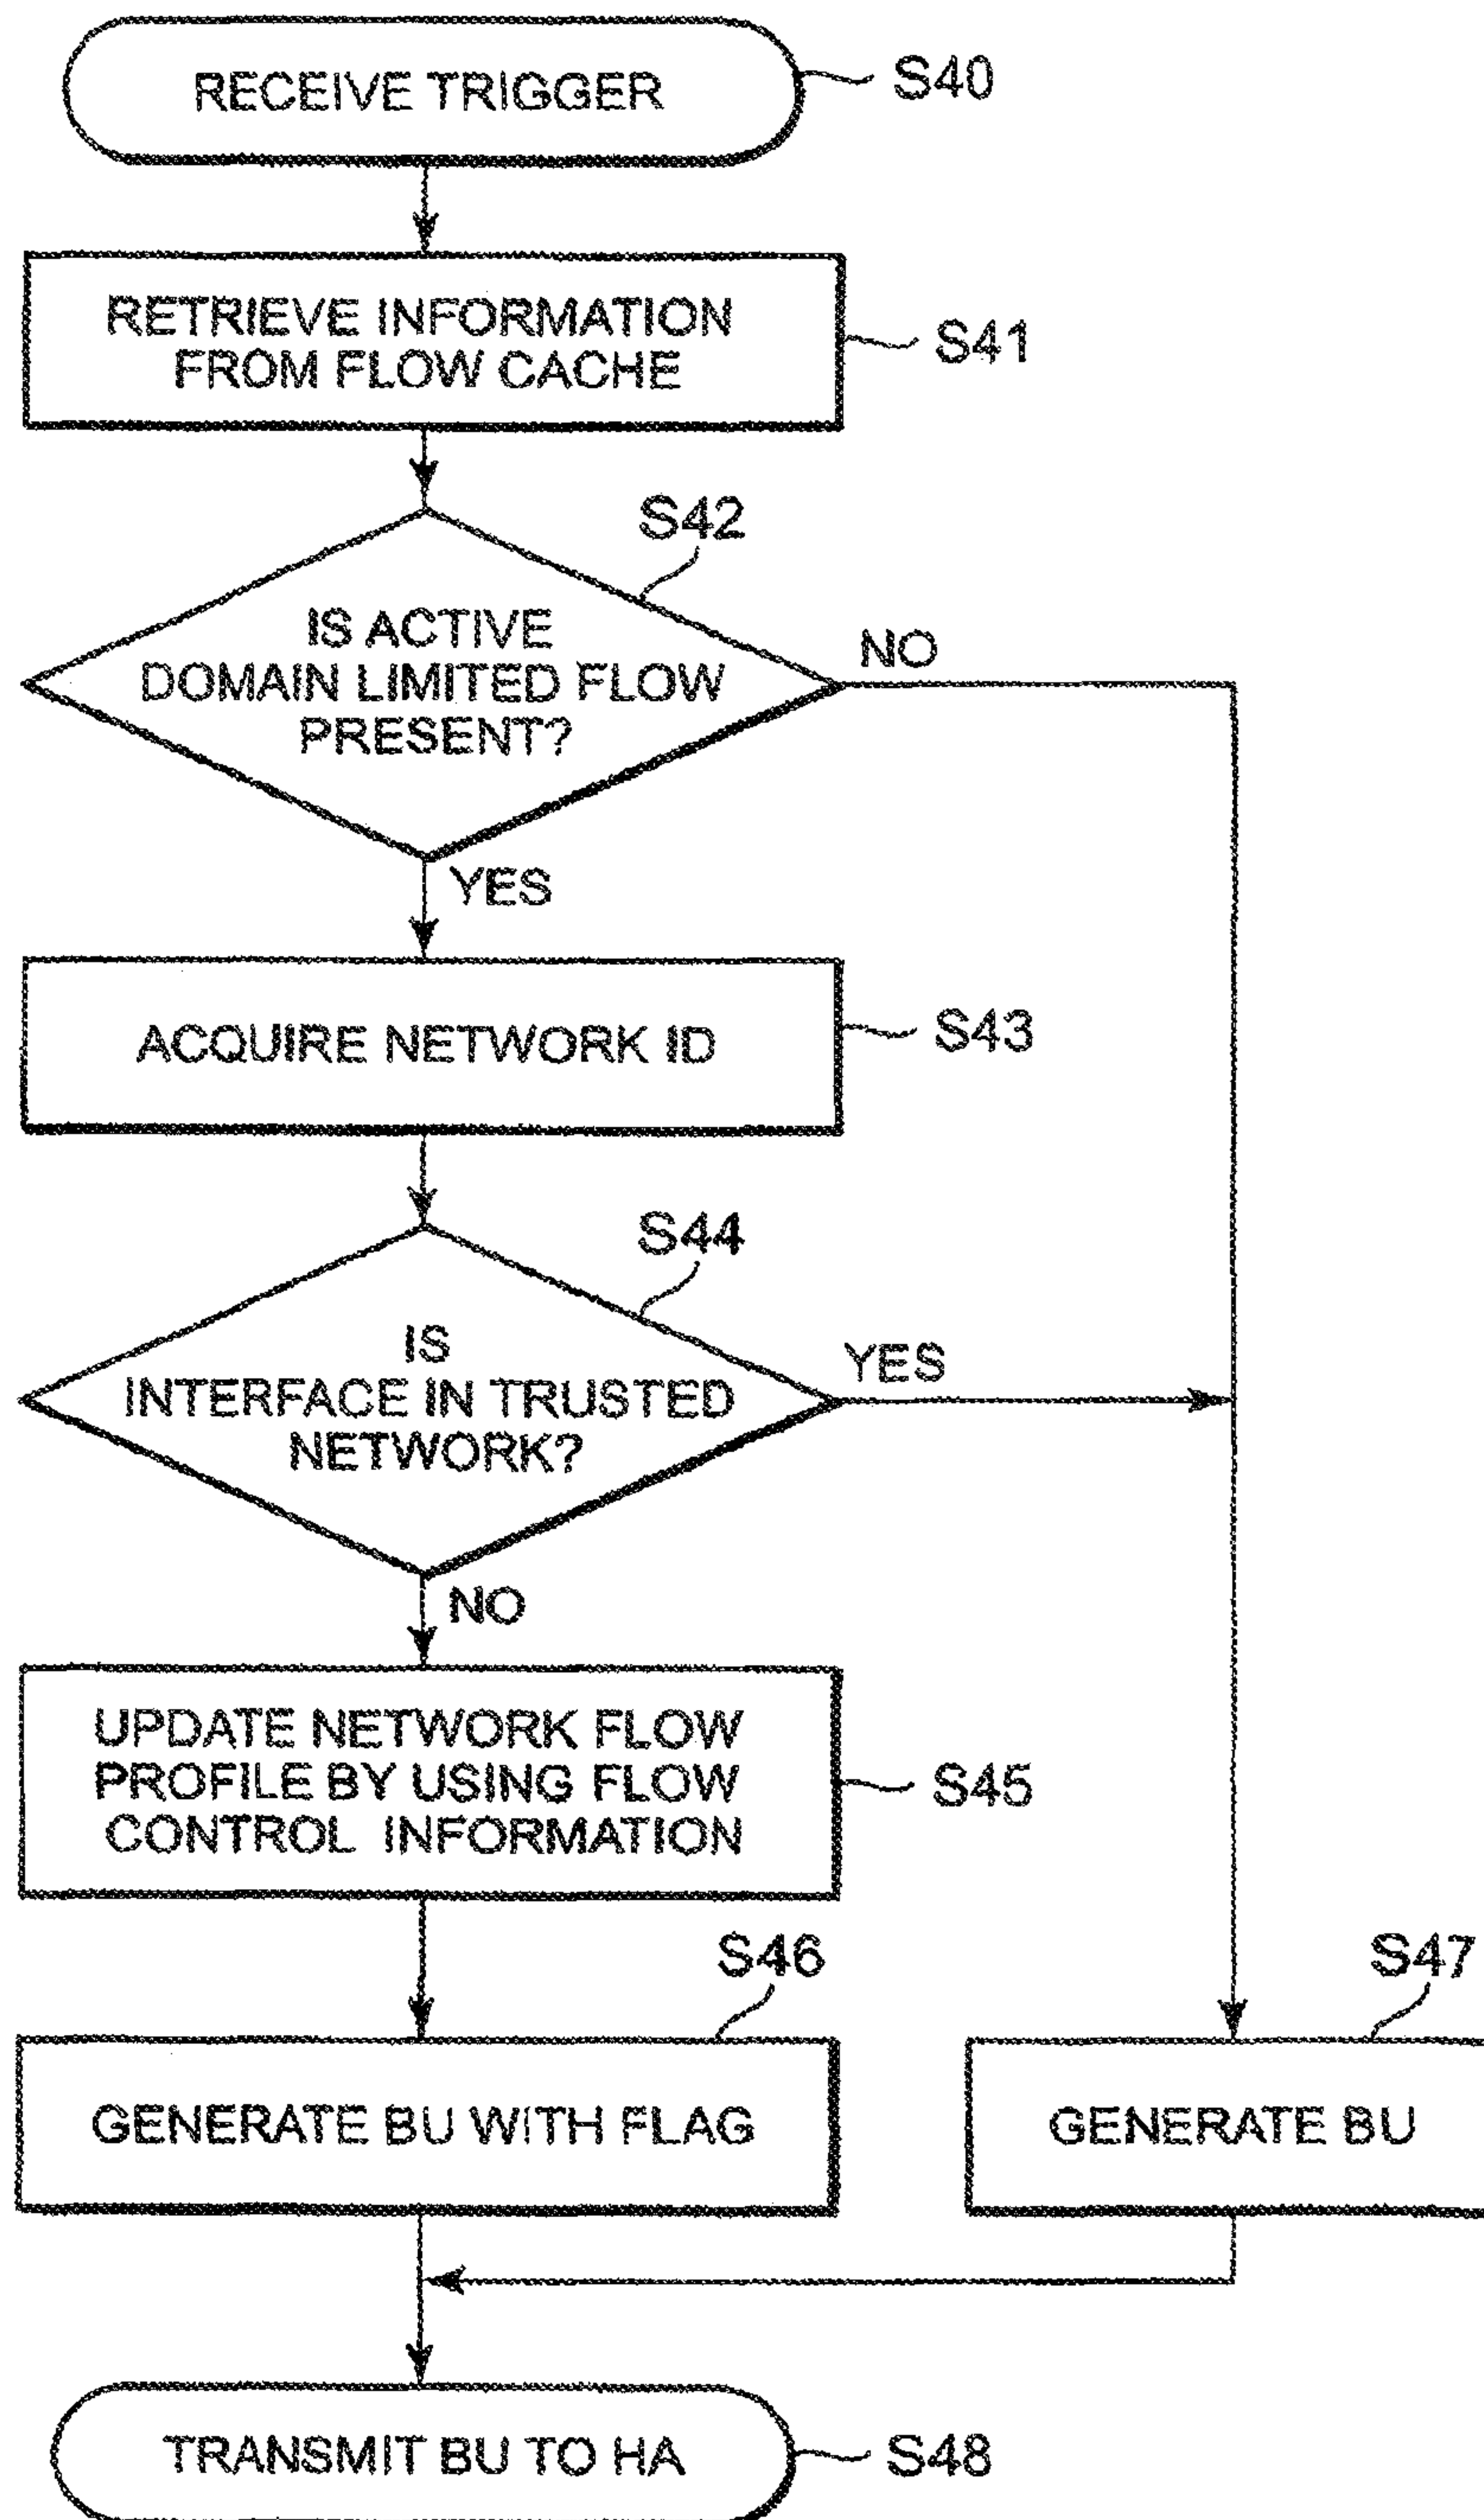 RECEIVE TRIGGER
S40
RETRIEVE INFORMATION
FROM FLOW CACHE
S41
S42
IS ACTIVE
DOMAIN LIMITED FLOW
PRESENT?
NO
YES
ACQUIRE NETWORK ID
S43
S44
IS
INTERFACE IN TRUSTED
NETWORK?
YES
NO
UPDATE NETWORK FLOW
PROFILE BY USING FLOW
CONTROL INFORMATION
S45
S46
S47
GENERATE BU WITH FLAG
GENERATE BU
TRANSMIT BU TO HA
S48